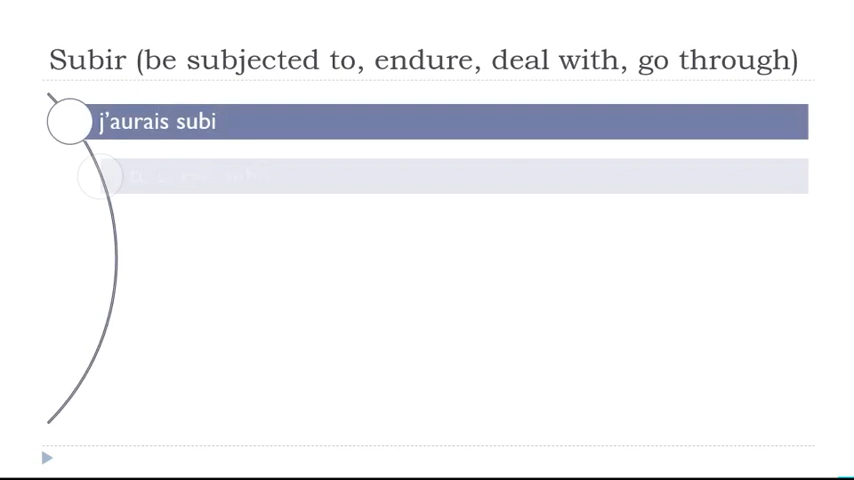 Subir (be subjected to, endure, deal with, go through)
j'aurais subi